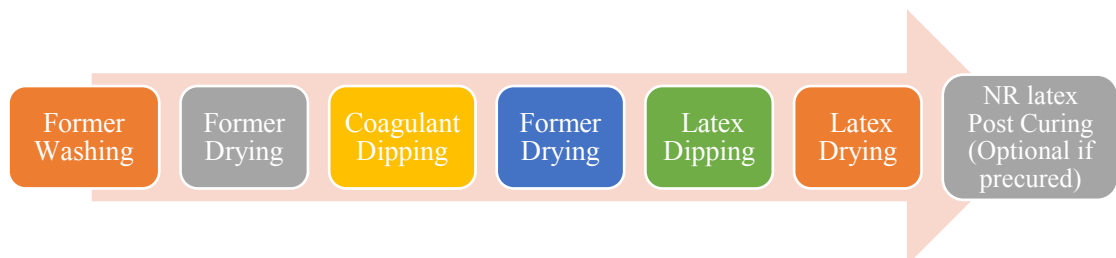 Former
Washing
Former
Drying
Coagulant
Dipping
Former
Drying
Latex
Dipping
Latex
Drying
NR latex
Post Curing
(Optional if
precured)